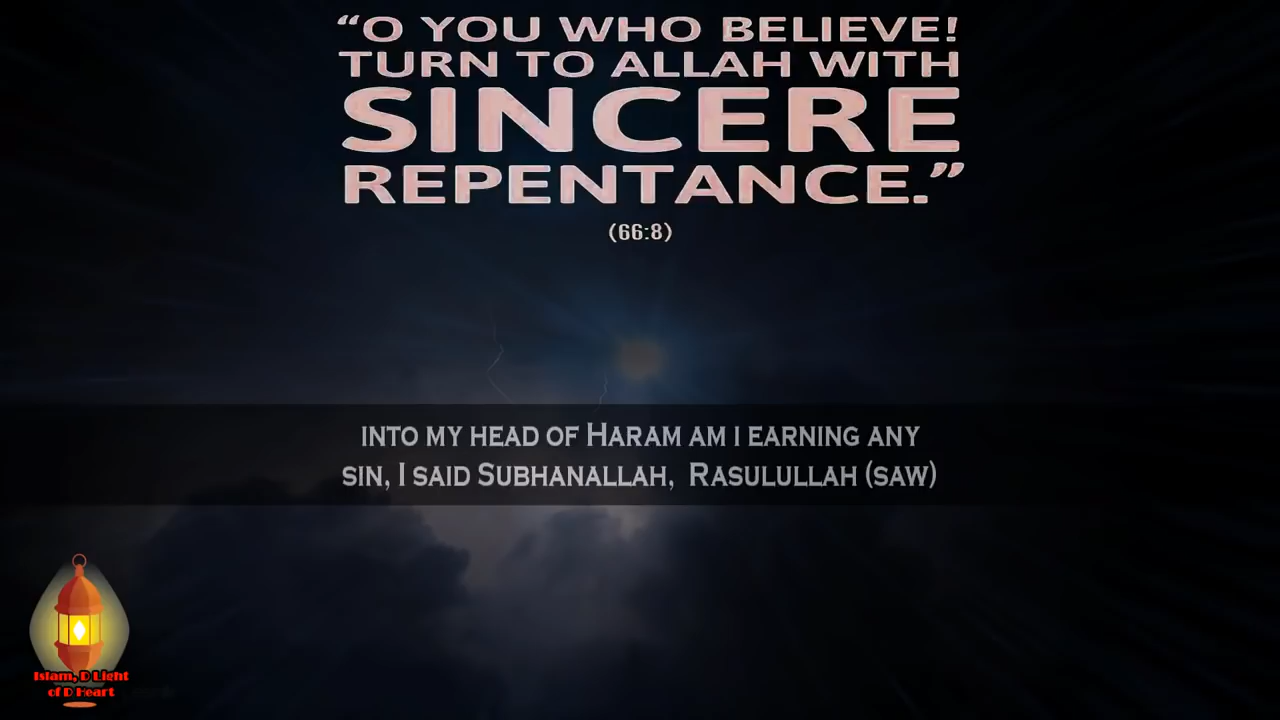 “O YOU WHO BELIEVE!
TURN TO ALLAH WITH
SINCERE
REPENTANCE.”
(66:8)
INTO MY HEAD OF HARAM AM I EARNING ANY
SIN, I SAID SUBHANALLAH, RASULULLAH (SAW)
Islam, D Light
of D Heart